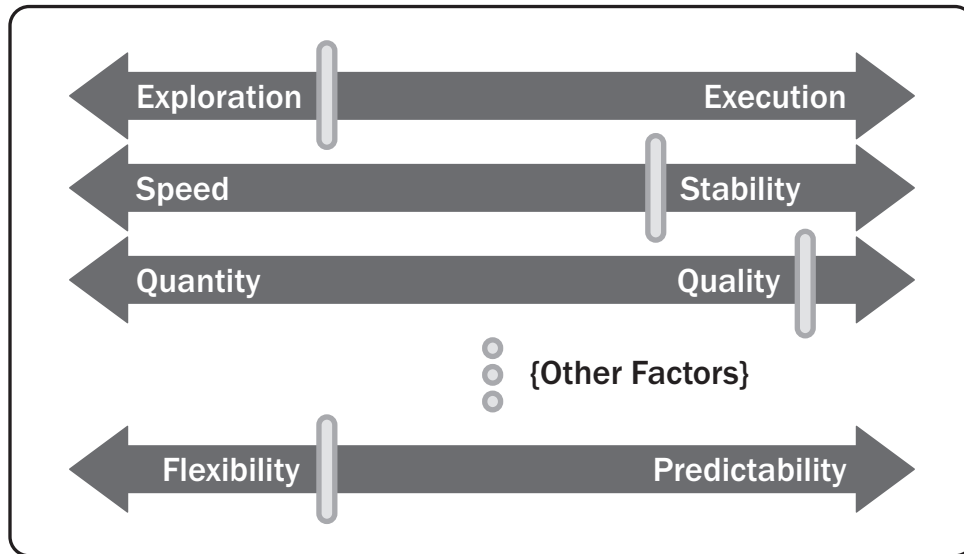 Exploration Execution
Speed Stability
Quantity Quality
{Other Factors}
Flexibility Predictability